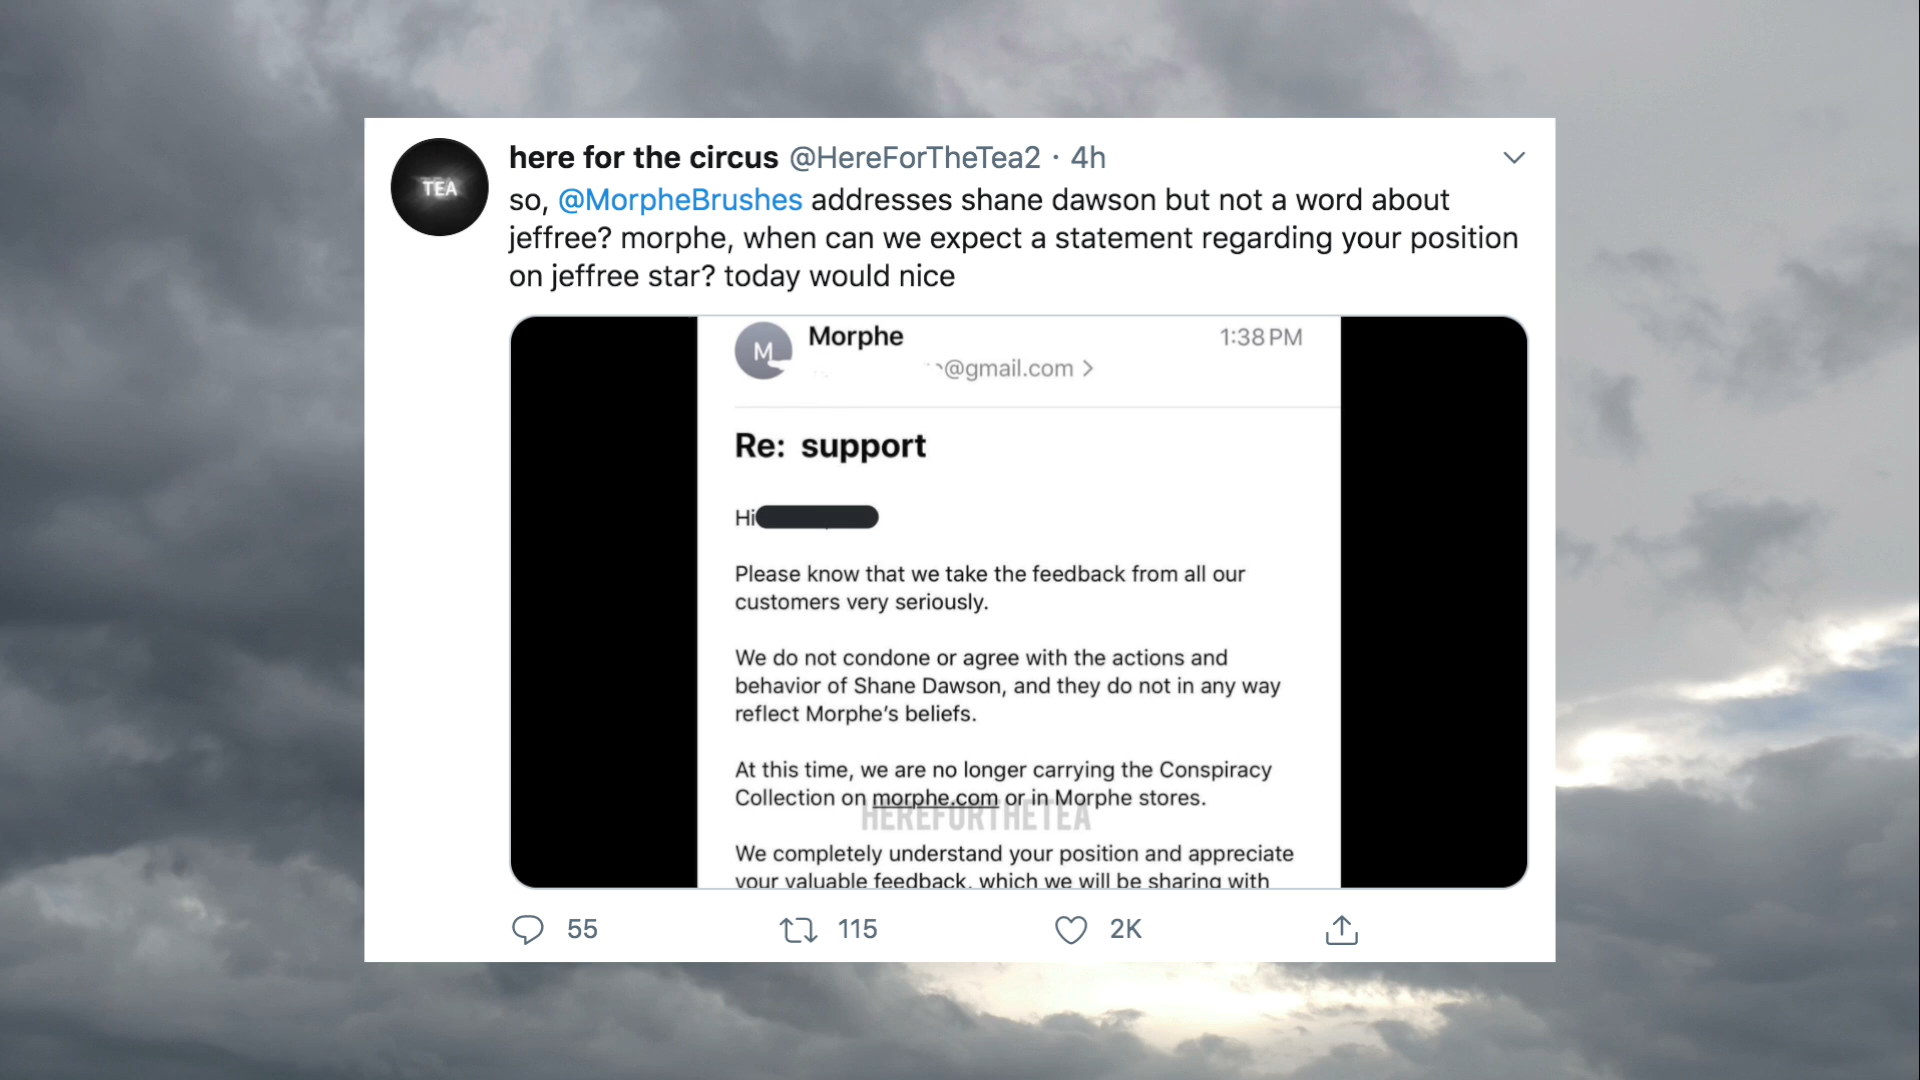 here for the circus @HereForTheTea2 · 4h
TEA
so, @MorpheBrushes addresses shane dawson but not a word about
jeffree? morphe, when can we expect a statement regarding your position
on jeffree star? today would nice
M
Morphe
1:38 PM
@gmail.com >
Re: support
Hi
Please know that we take the feedback from all our
customers very seriously.
We do not condone or agree with the actions and
behavior of Shane Dawson, and they do not in any way
reflect Morphe's beliefs.
At this time, we are no longer carrying the Conspiracy
Collection on morphe.com or in Morphe stores.
HEREFORTHETEA
We completely understand your position and appreciate
your valuable feedback, which we will be sharing with
55 115 2K